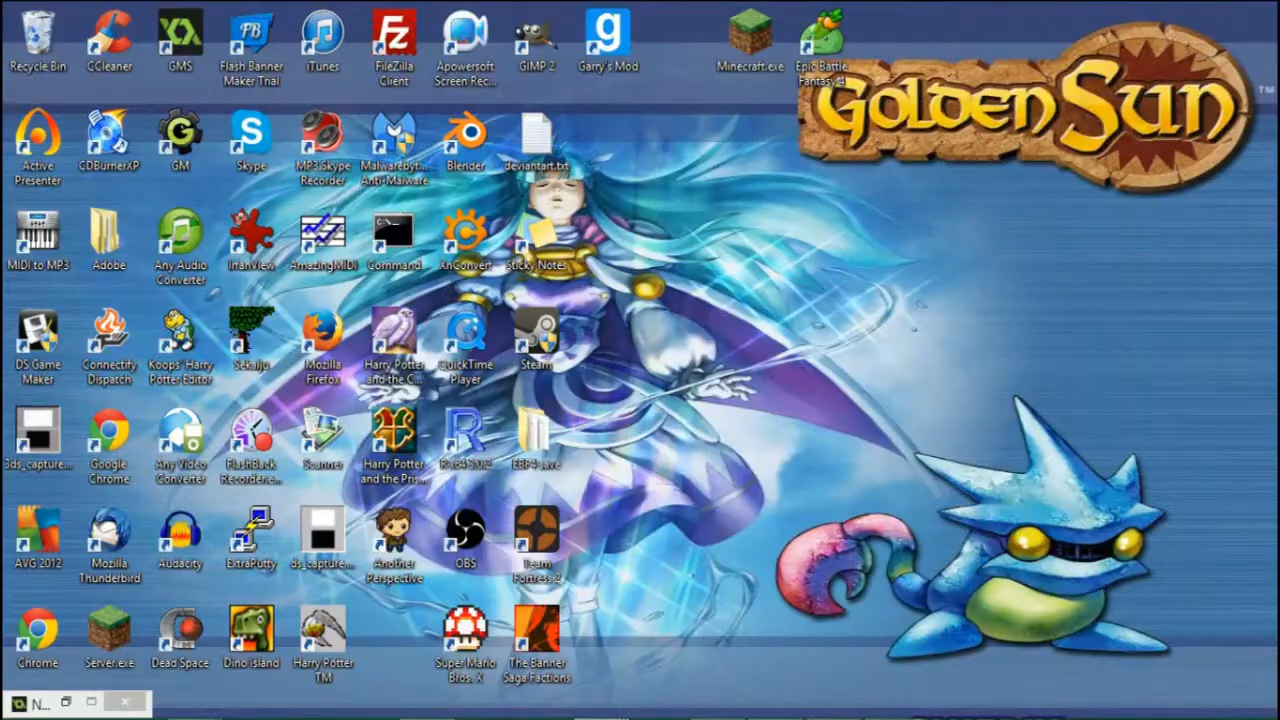 Recycle Bin
CCleaner
GMS
Flash Banner
Maker Trial
iTunes
FileZilla
Client
Apowersoft
Screen Rec...
GIMP 2
Garry's Mod
Minecraft.exe
Epic Battle
Fantasy 4
GOLDEN SUN
TM
Active
Presenter
CDBurnerXP
GM
Skype
MP3 Skype
Recorder
Malwarebyt...
Anti-Malware
Blender
deviantart.txt
MIDI to MP3
Adobe
Any Audio
Converter
IrfanView
AmazingMIDI
Command
XnConvert
Sticky Notes
DS Game
Maker
Connectify
Dispatch
Koops' Harry
Potter Editor
Sekaiju
Mozilla
Firefox
Harry Potter
and the C...
QuickTime
Player
Steam
3ds_capture...
Google
Chrome
Any Video
Converter
FlashBack
Scanner
Harry Potter
and the Pris...
EBF4 save
AVG 2012
Mozilla
Thunderbird
Audacity
ExtraPutty
ds_capture...
Another
Perspective
OBS
Team
Fortress 2
Chrome
Server.exe
Dead Space
Dino island
Harry Potter
TM
Super Mario
Bros. X
The Banner
Saga Factions
N...